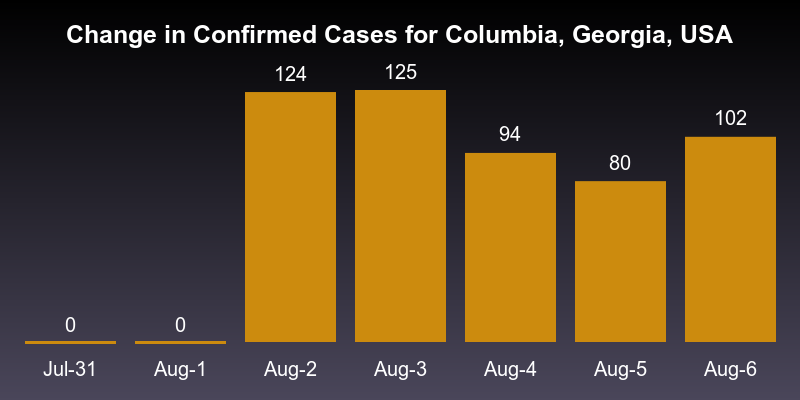 Change in Confirmed Cases for Columbia, Georgia, USA
0 0 124 125 94 80 102
Jul-31 Aug-1 Aug-2 Aug-3 Aug-4 Aug-5 Aug-6